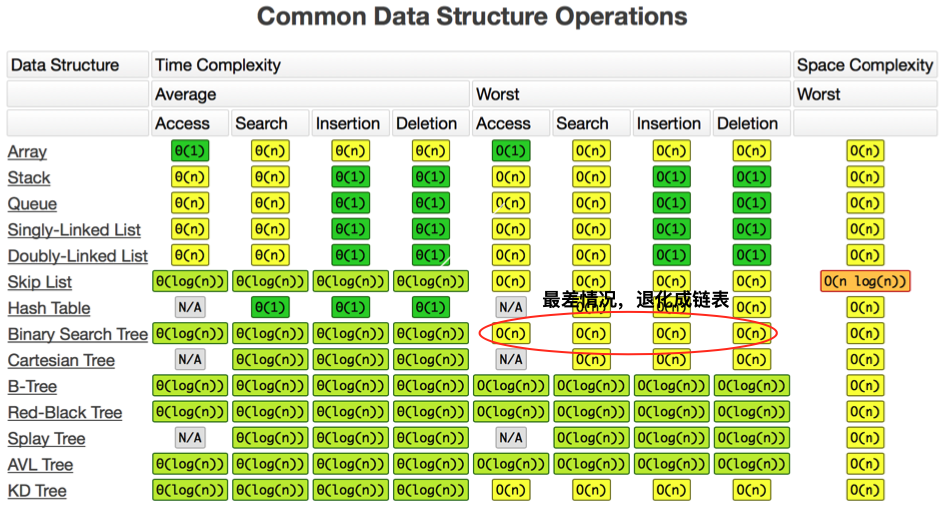 Common Data Structure Operations
Data Structure Time Complexity Space Complexity
Average Worst Worst
Access Search Insertion Deletion Access Search Insertion Deletion
Array Θ(1) Θ(n) Θ(n) Θ(n) O(1) O(n) O(n) O(n) O(n)
Stack Θ(n) Θ(n) Θ(1) Θ(1) O(n) O(n) O(1) O(1) O(n)
Queue Θ(n) Θ(n) Θ(1) Θ(1) O(n) O(n) O(1) O(1) O(n)
Singly-Linked List Θ(n) Θ(n) Θ(1) Θ(1) O(n) O(n) O(1) O(1) O(n)
Doubly-Linked List Θ(n) Θ(n) Θ(1) Θ(1) O(n) O(n) O(1) O(1) O(n)
Skip List Θ(log(n)) Θ(log(n)) Θ(log(n)) Θ(log(n)) O(n) O(n) O(n) O(n) O(n log(n))
最差情况，退化成链表
Hash Table N/A Θ(1) Θ(1) Θ(1) N/A O(n) O(n) O(n) O(n)
Binary Search Tree Θ(log(n)) Θ(log(n)) Θ(log(n)) Θ(log(n)) O(n) O(n) O(n) O(n) O(n)
Cartesian Tree N/A Θ(log(n)) Θ(log(n)) Θ(log(n)) N/A O(n) O(n) O(n) O(n)
B-Tree Θ(log(n)) Θ(log(n)) Θ(log(n)) Θ(log(n)) O(log(n)) O(log(n)) O(log(n)) O(log(n)) O(n)
Red-Black Tree Θ(log(n)) Θ(log(n)) Θ(log(n)) Θ(log(n)) O(log(n)) O(log(n)) O(log(n)) O(log(n)) O(n)
Splay Tree N/A Θ(log(n)) Θ(log(n)) Θ(log(n)) N/A O(log(n)) O(log(n)) O(log(n)) O(n)
AVL Tree Θ(log(n)) Θ(log(n)) Θ(log(n)) Θ(log(n)) O(log(n)) O(log(n)) O(log(n)) O(log(n)) O(n)
KD Tree Θ(log(n)) Θ(log(n)) Θ(log(n)) Θ(log(n)) O(n) O(n) O(n) O(n) O(n)